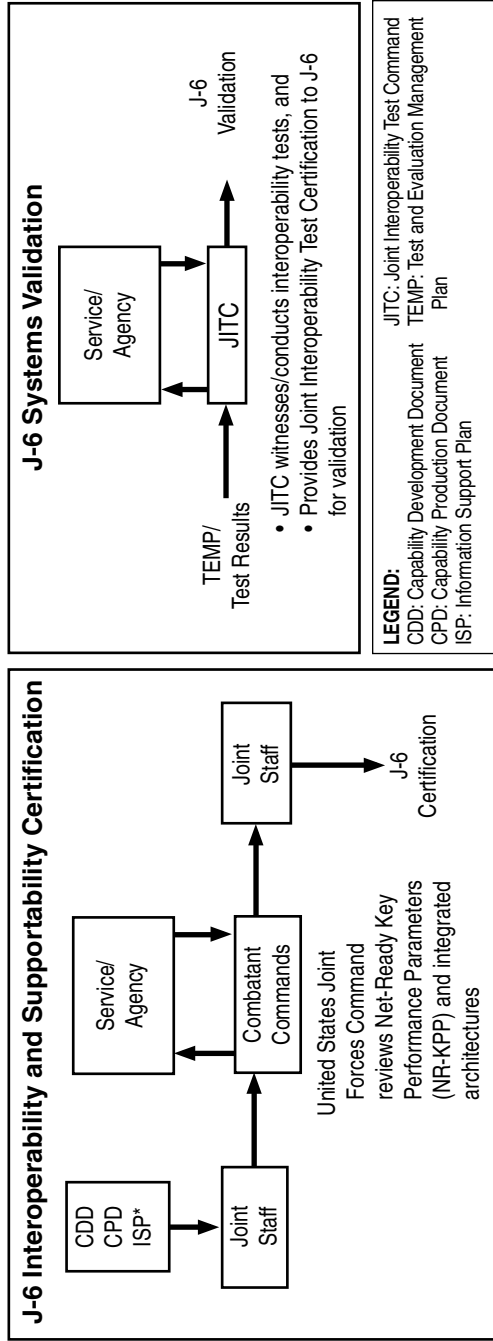 J-6 Interoperability and Supportability Certification
CDD
CPD
ISP*
Joint
Staff
Service/
Agency
Combatant
Commands
Joint
Staff
J-6
Certification
United States Joint
Forces Command
reviews Net-Ready Key
Performance Parameters
(NR-KPP) and integrated
architectures
J-6 Systems Validation
TEMP/
Test Results
Service/
Agency
JITC
J-6
Validation
• JITC witnesses/conducts interoperability tests, and
• Provides Joint Interoperability Test Certification to J-6
for validation
LEGEND:
CDD: Capability Development Document
CPD: Capability Production Document
ISP: Information Support Plan
JITC: Joint Interoperability Test Command
TEMP: Test and Evaluation Management
Plan